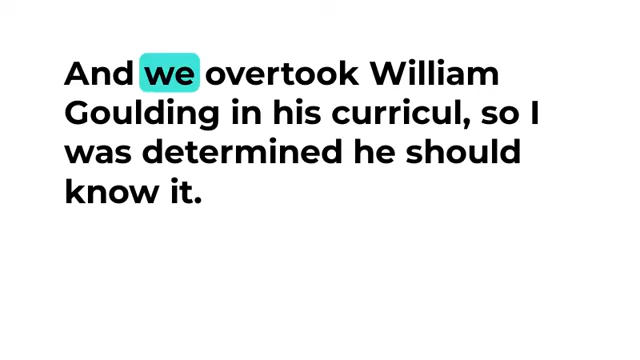 And we overtook William
Goulding in his curricul, so I
was determined he should
know it.